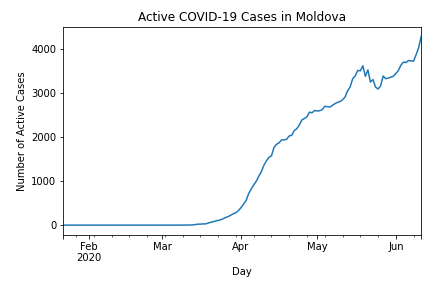 Active COVID-19 Cases in Moldova
Number of Active Cases
4000
3000
2000
1000
0
Feb
2020
Mar
Apr
May
Jun
Day